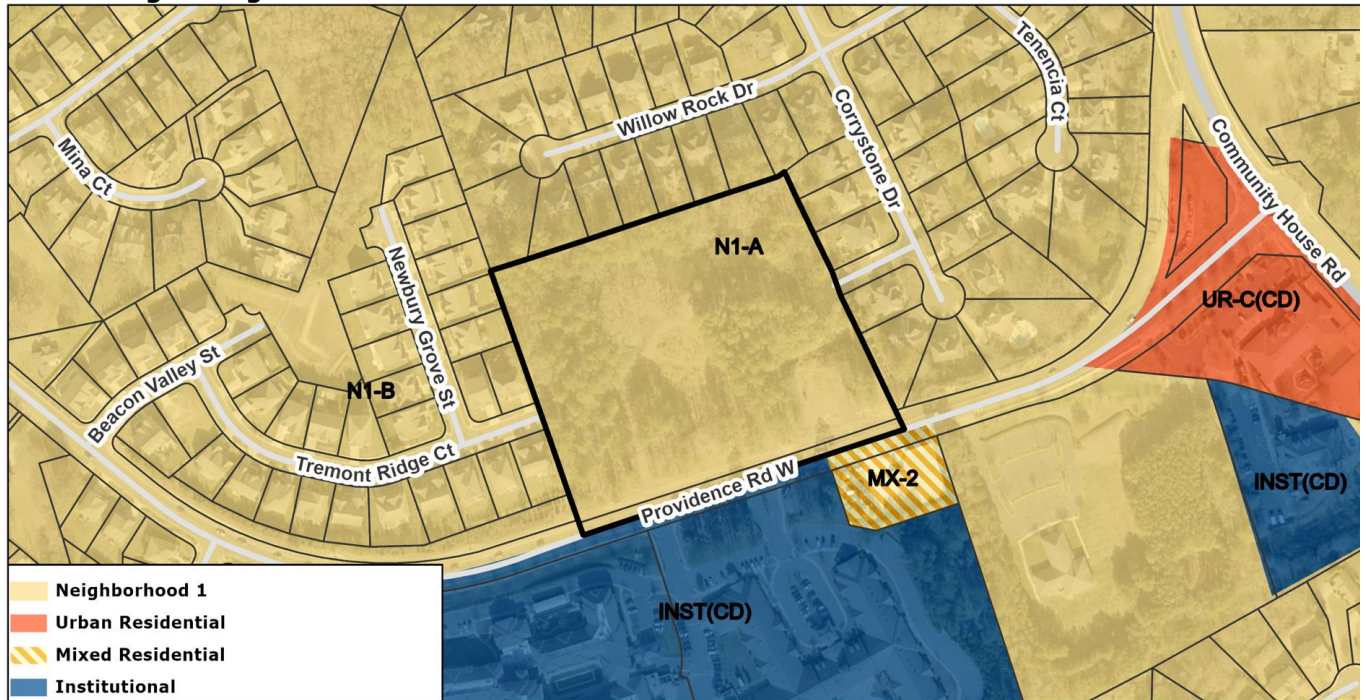 Tenencia Ct
Willow Rock Dr
Corrystone Dr
Community House Rd
Mina Ct
N1-A
Newbury Grove St
UR-C(CD)
Beacon Valley St
N1-B
Tremont Ridge Ct
MX-2
Providence Rd W
INST(CD)
INST(CD)
Neighborhood 1
Urban Residential
Mixed Residential
Institutional